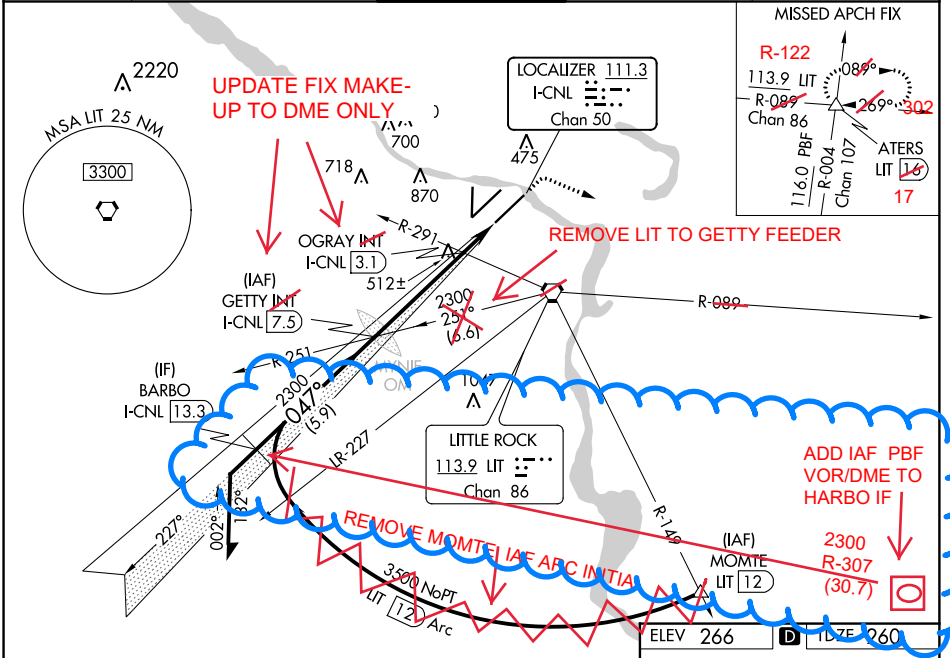 MISSED APCH FIX
R-122
089°
113.9 LIT
R-089
Chan 86
269°
302
ATERS
LIT 16
17
116.0 PBF
R-004
Chan 107
2220
UPDATE FIX MAKE-
UP TO DME ONLY
LOCALIZER 111.3
I-CNL
Chan 50
MSA LIT 25 NM
3300
700
718
870
475
R-291
OGRAY INT
I-CNL 3.1
512±
REMOVE LIT TO GETTY FEEDER
(IAF)
GETTY INT
I-CNL 7.5
2300
251°
(6.6)
R-089
R-251
MYNIE
OM
(IF)
BARBO
I-CNL 13.3
2300
047°
(5.9)
1047
LR-227
LITTLE ROCK
113.9 LIT
Chan 86
ADD IAF PBF
VOR/DME TO
HARBO IF
227°
002°
182°
REMOVE MOMTE IAF ARC INITIA
R-149
(IAF)
MOMTE
LIT 12
2300
R-307
(30.7)
3500 NoPT
LIT 12 Arc
ELEV 266 D TDZE 260